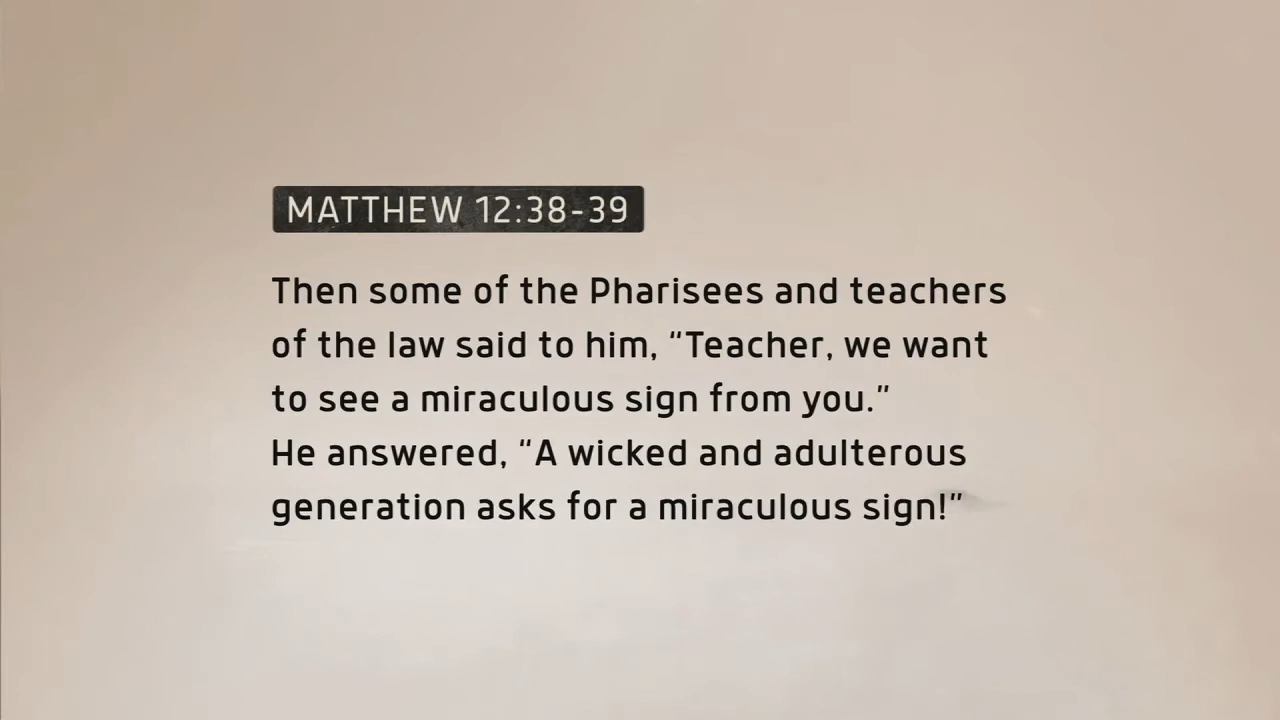 MATTHEW 12:38-39
Then some of the Pharisees and teachers
of the law said to him, “Teacher, we want
to see a miraculous sign from you.”
He answered, “A wicked and adulterous
generation asks for a miraculous sign!”